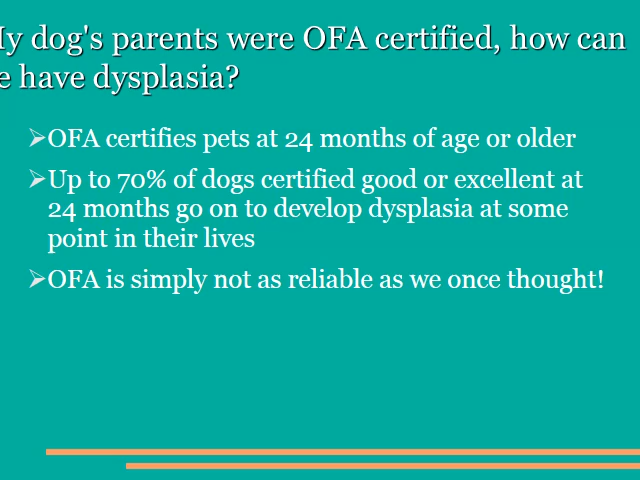 y dog's parents were OFA certified, how can
e have dysplasia?
OFA certifies pets at 24 months of age or older
Up to 70% of dogs certified good or excellent at
24 months go on to develop dysplasia at some
point in their lives
OFA is simply not as reliable as we once thought!